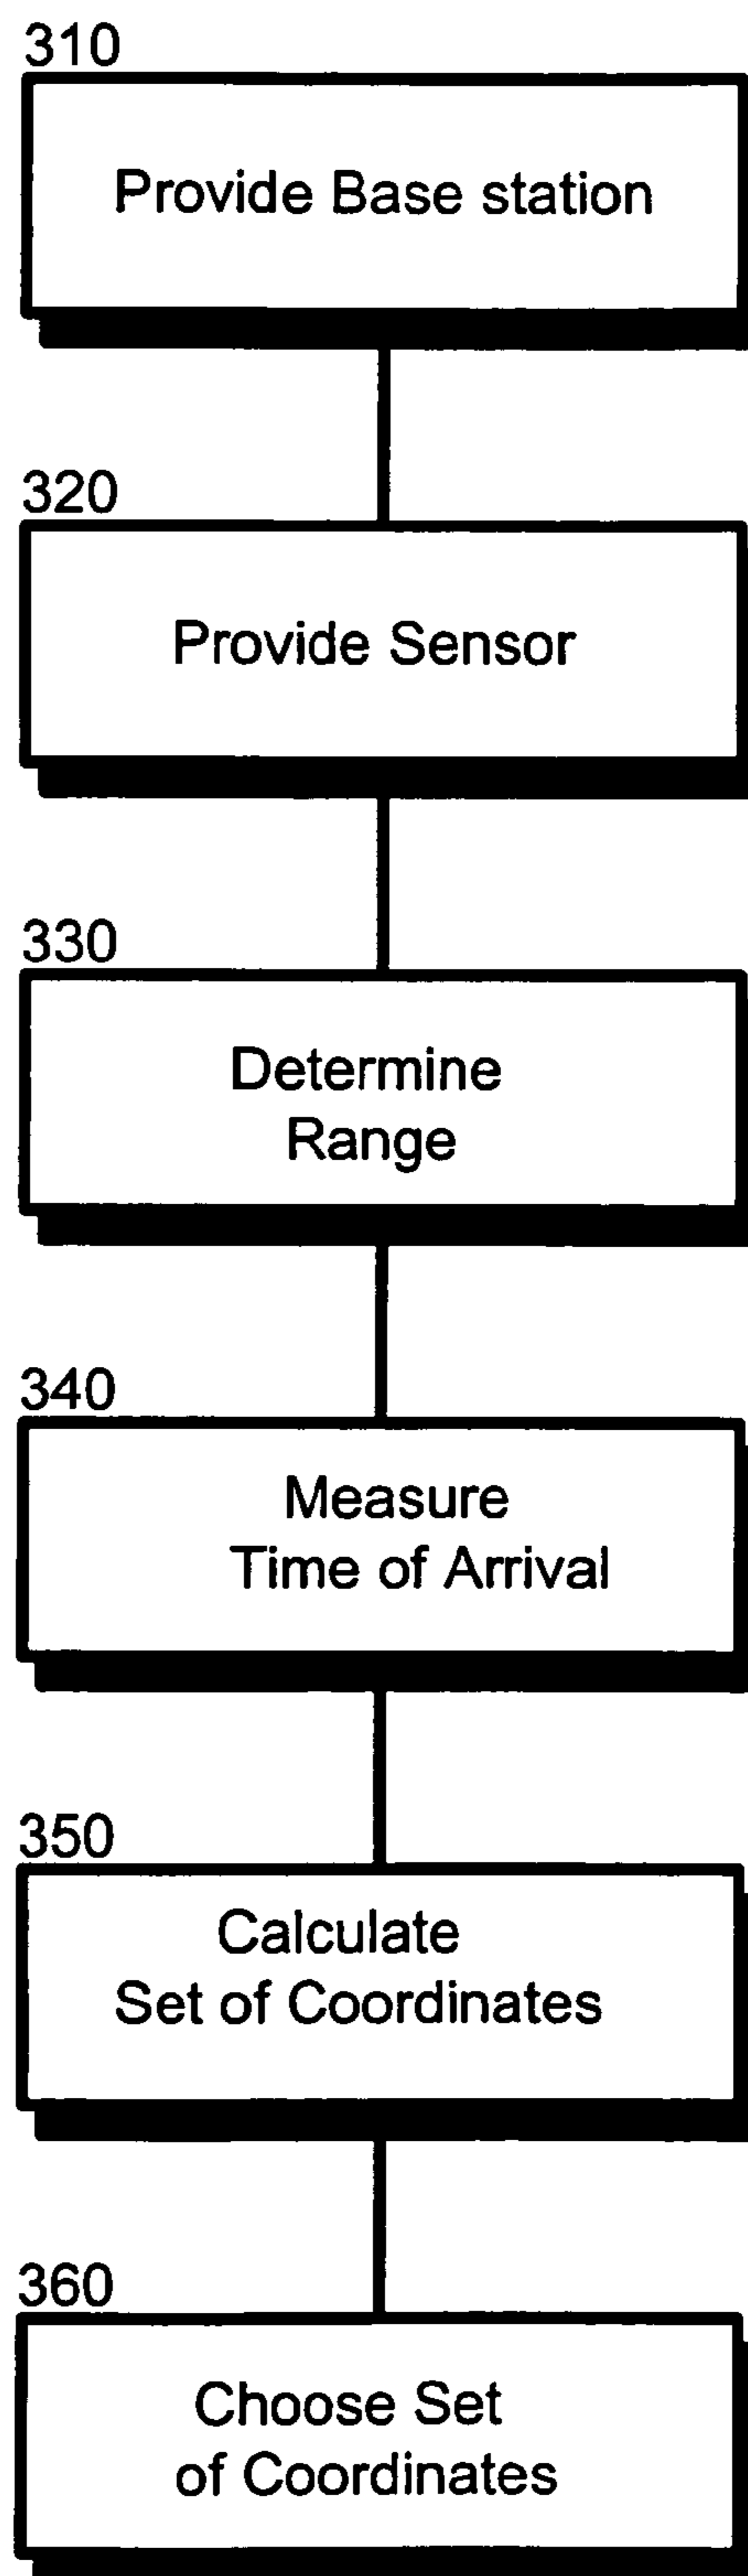 310
Provide Base station
320
Provide Sensor
330
Determine
Range
340
Measure
Time of Arrival
350
Calculate
Set of Coordinates
360
Choose Set
of Coordinates